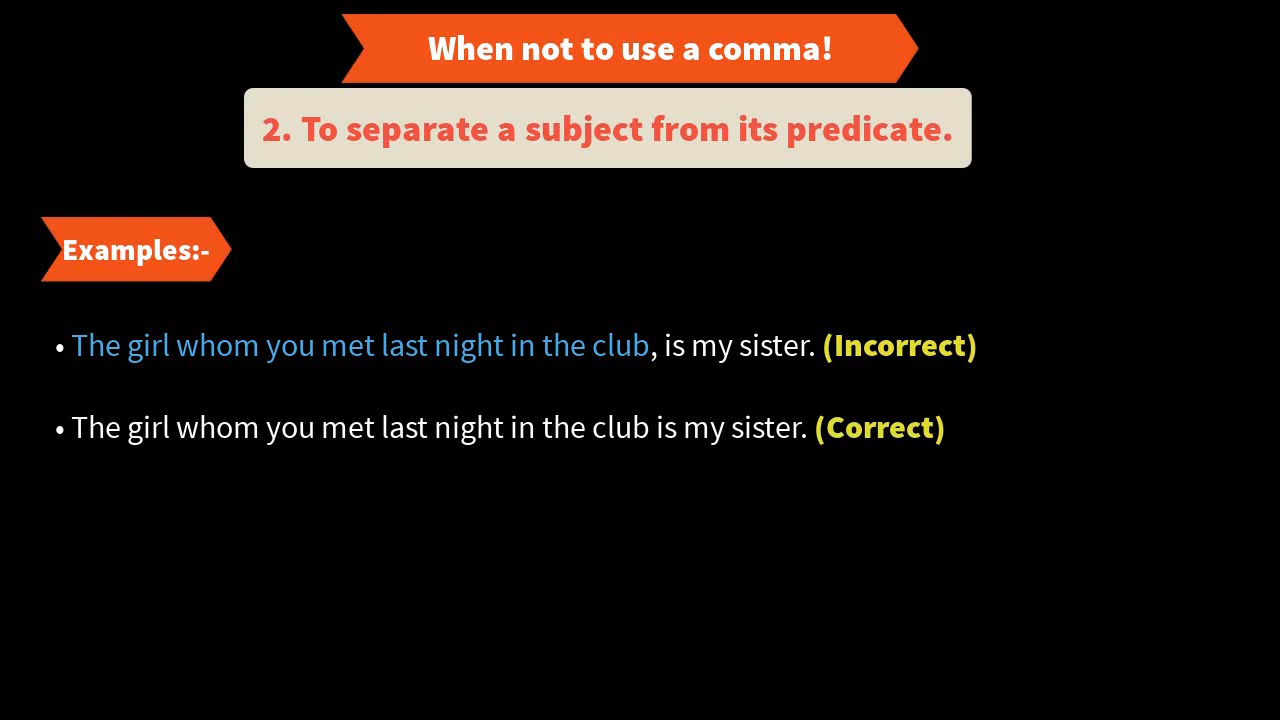 When not to use a comma!
2. To separate a subject from its predicate.
Examples:-
• The girl whom you met last night in the club, is my sister. (Incorrect)
• The girl whom you met last night in the club is my sister. (Correct)